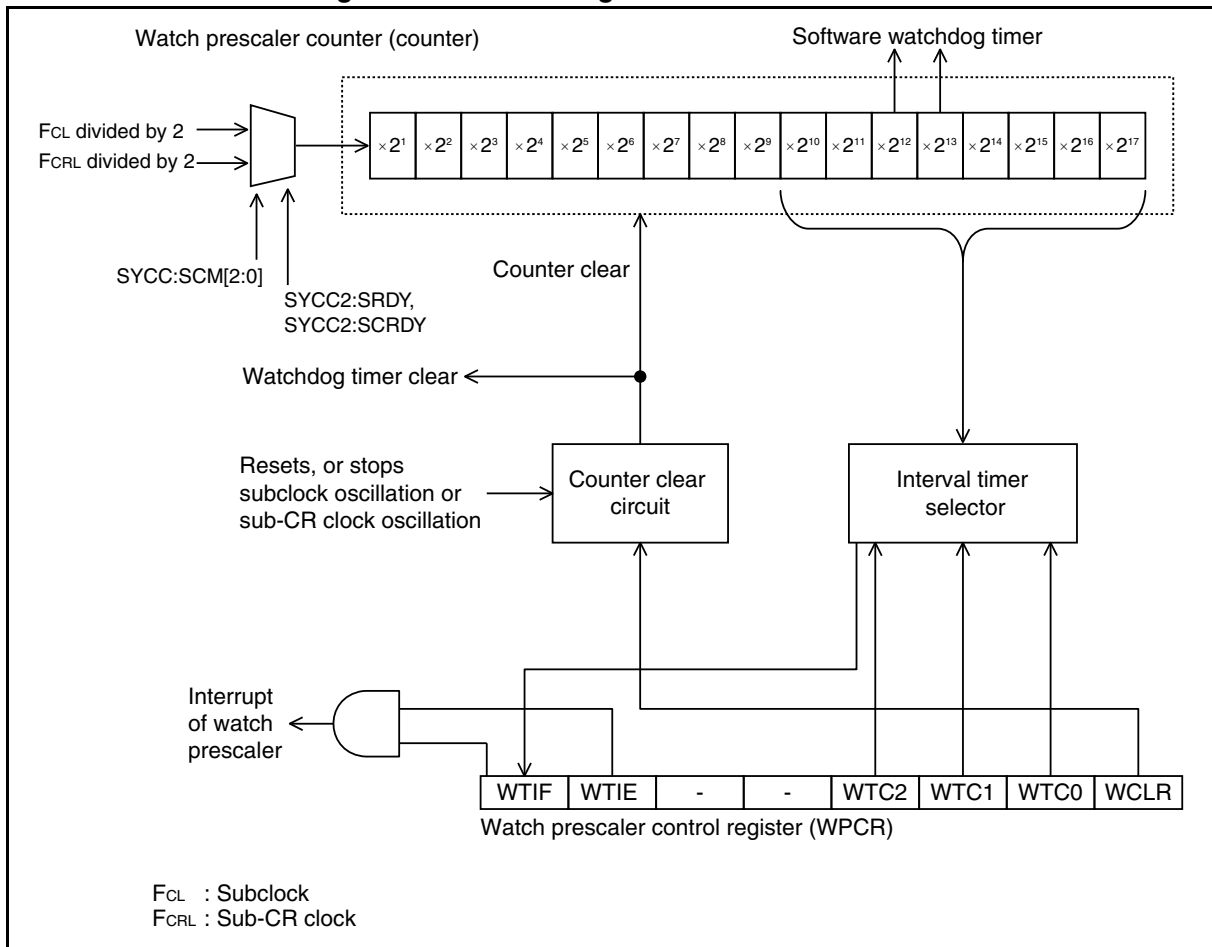 Watch prescaler counter (counter)
Software watchdog timer
FCL divided by 2
FCRL divided by 2
×2¹ ×2² ×2³ ×2⁴ ×2⁵ ×2⁶ ×2⁷ ×2⁸ ×2⁹ ×2¹⁰ ×2¹¹ ×2¹² ×2¹³ ×2¹⁴ ×2¹⁵ ×2¹⁶ ×2¹⁷
SYCC:SCM[2:0]
SYCC2:SRDY,
SYCC2:SCRDY
Counter clear
Watchdog timer clear
Resets, or stops
subclock oscillation or
sub-CR clock oscillation
Counter clear
circuit
Interval timer
selector
Interrupt
of watch
prescaler
WTIF WTIE - - WTC2 WTC1 WTC0 WCLR
Watch prescaler control register (WPCR)
FCL : Subclock
FCRL : Sub-CR clock